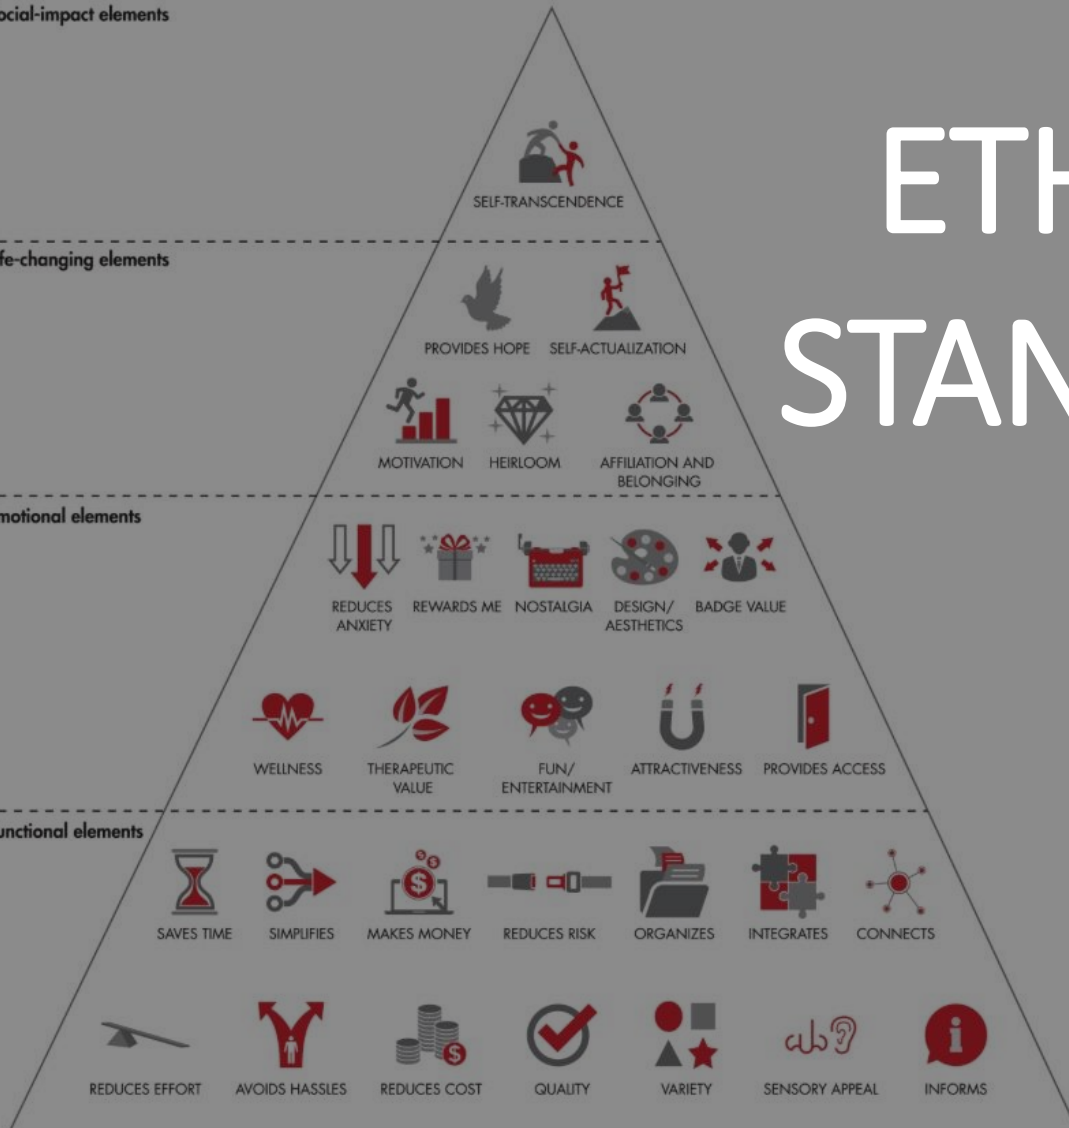 ocial-impact elements
ETH
SELF-TRANSCENDENCE
fe-changing elements
STAN
PROVIDES HOPE SELF-ACTUALIZATION
MOTIVATION HEIRLOOM AFFILIATION AND
BELONGING
motional elements
REDUCES REWARDS ME NOSTALGIA DESIGN/ BADGE VALUE
ANXIETY AESTHETICS
WELLNESS THERAPEUTIC FUN/ ATTRACTIVENESS PROVIDES ACCESS
VALUE ENTERTAINMENT
unctional elements
SAVES TIME SIMPLIFIES MAKES MONEY REDUCES RISK ORGANIZES INTEGRATES CONNECTS
REDUCES EFFORT AVOIDS HASSLES REDUCES COST QUALITY VARIETY SENSORY APPEAL INFORMS